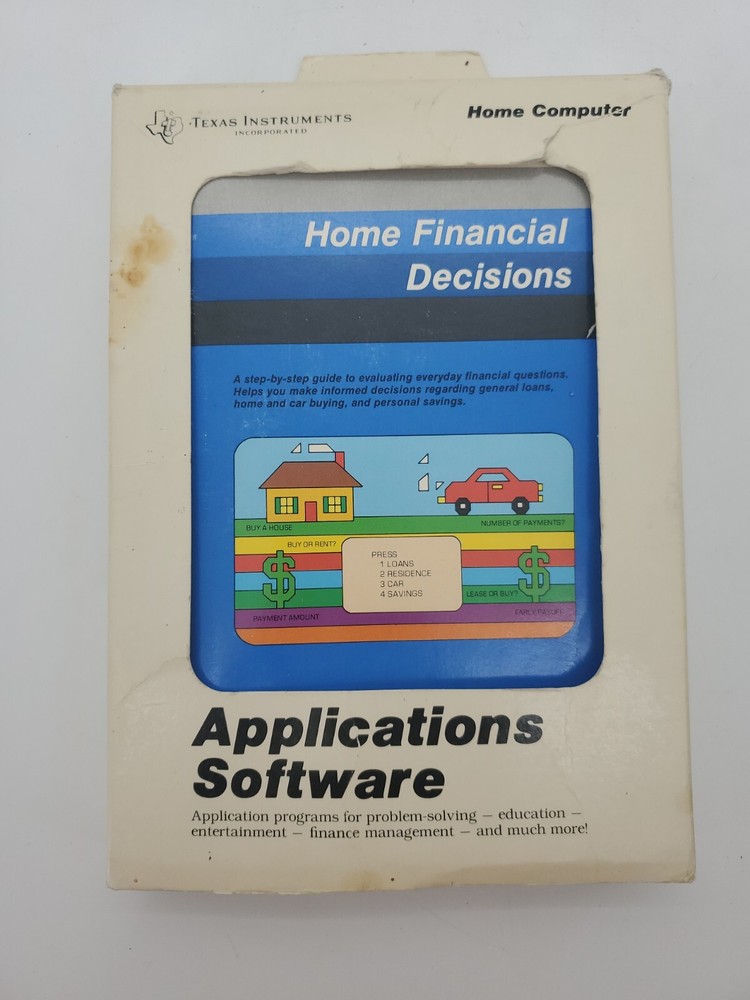 TEXAS INSTRUMENTS
INCORPORATED
Home Computer
Home Financial
Decisions
A step-by-step guide to evaluating everyday financial questions.
Helps you make informed decisions regarding general loans,
home and car buying, and personal savings.
BUY A HOUSE
NUMBER OF PAYMENTS?
BUY OR RENT?
PRESS
1 LOANS
2 RESIDENCE
3 CAR
4 SAVINGS
$
$
LEASE OR BUY?
PAYMENT AMOUNT
EARLY PAYOFF
Applications
Software
Application programs for problem-solving — education —
entertainment — finance management — and much more!